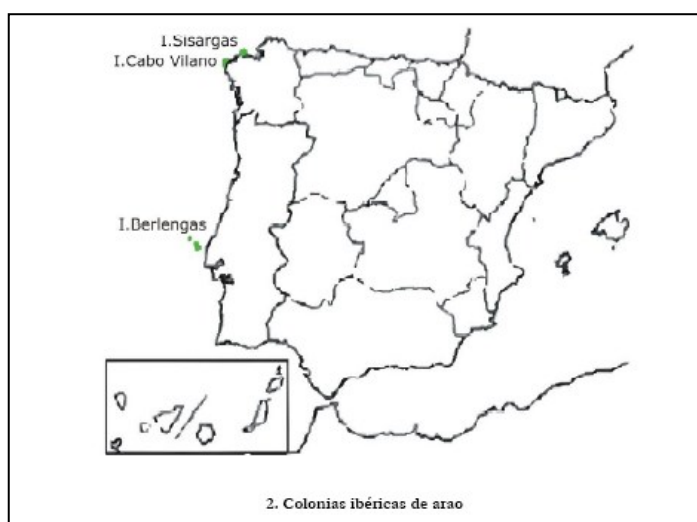 I.Sisargas
I.Cabo Vilano
I.Berlengas
2. Colonias ibéricas de arao